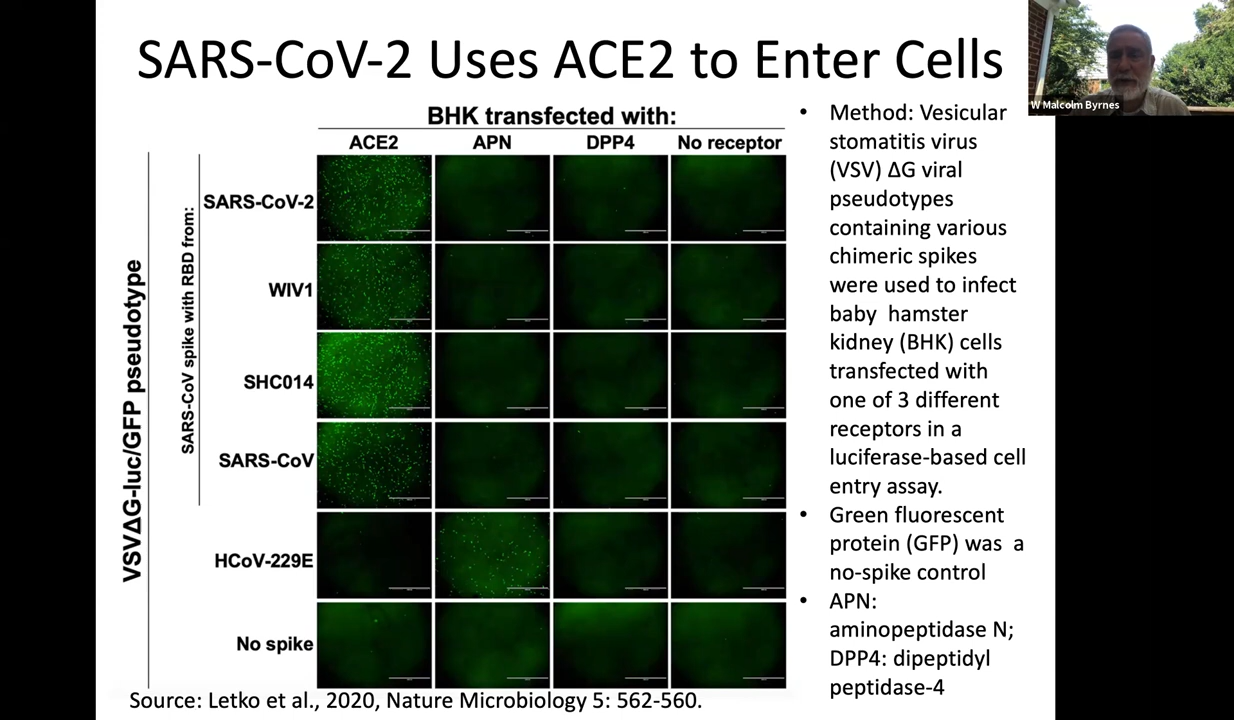 SARS-CoV-2 Uses ACE2 to Enter Cells
W Malcolm Byrnes
BHK transfected with:
ACE2 APN DPP4 No receptor
VSVΔG-luc/GFP pseudotype
SARS-CoV spike with RBD from:
SARS-CoV-2
WIV1
SHC014
SARS-CoV
HCoV-229E
No spike
• Method: Vesicular
stomatitis virus
(VSV) ΔG viral
pseudotypes
containing various
chimeric spikes
were used to infect
baby hamster
kidney (BHK) cells
transfected with
one of 3 different
receptors in a
luciferase-based cell
entry assay.
• Green fluorescent
protein (GFP) was a
no-spike control
• APN:
aminopeptidase N;
DPP4: dipeptidyl
peptidase-4
Source: Letko et al., 2020, Nature Microbiology 5: 562-560.